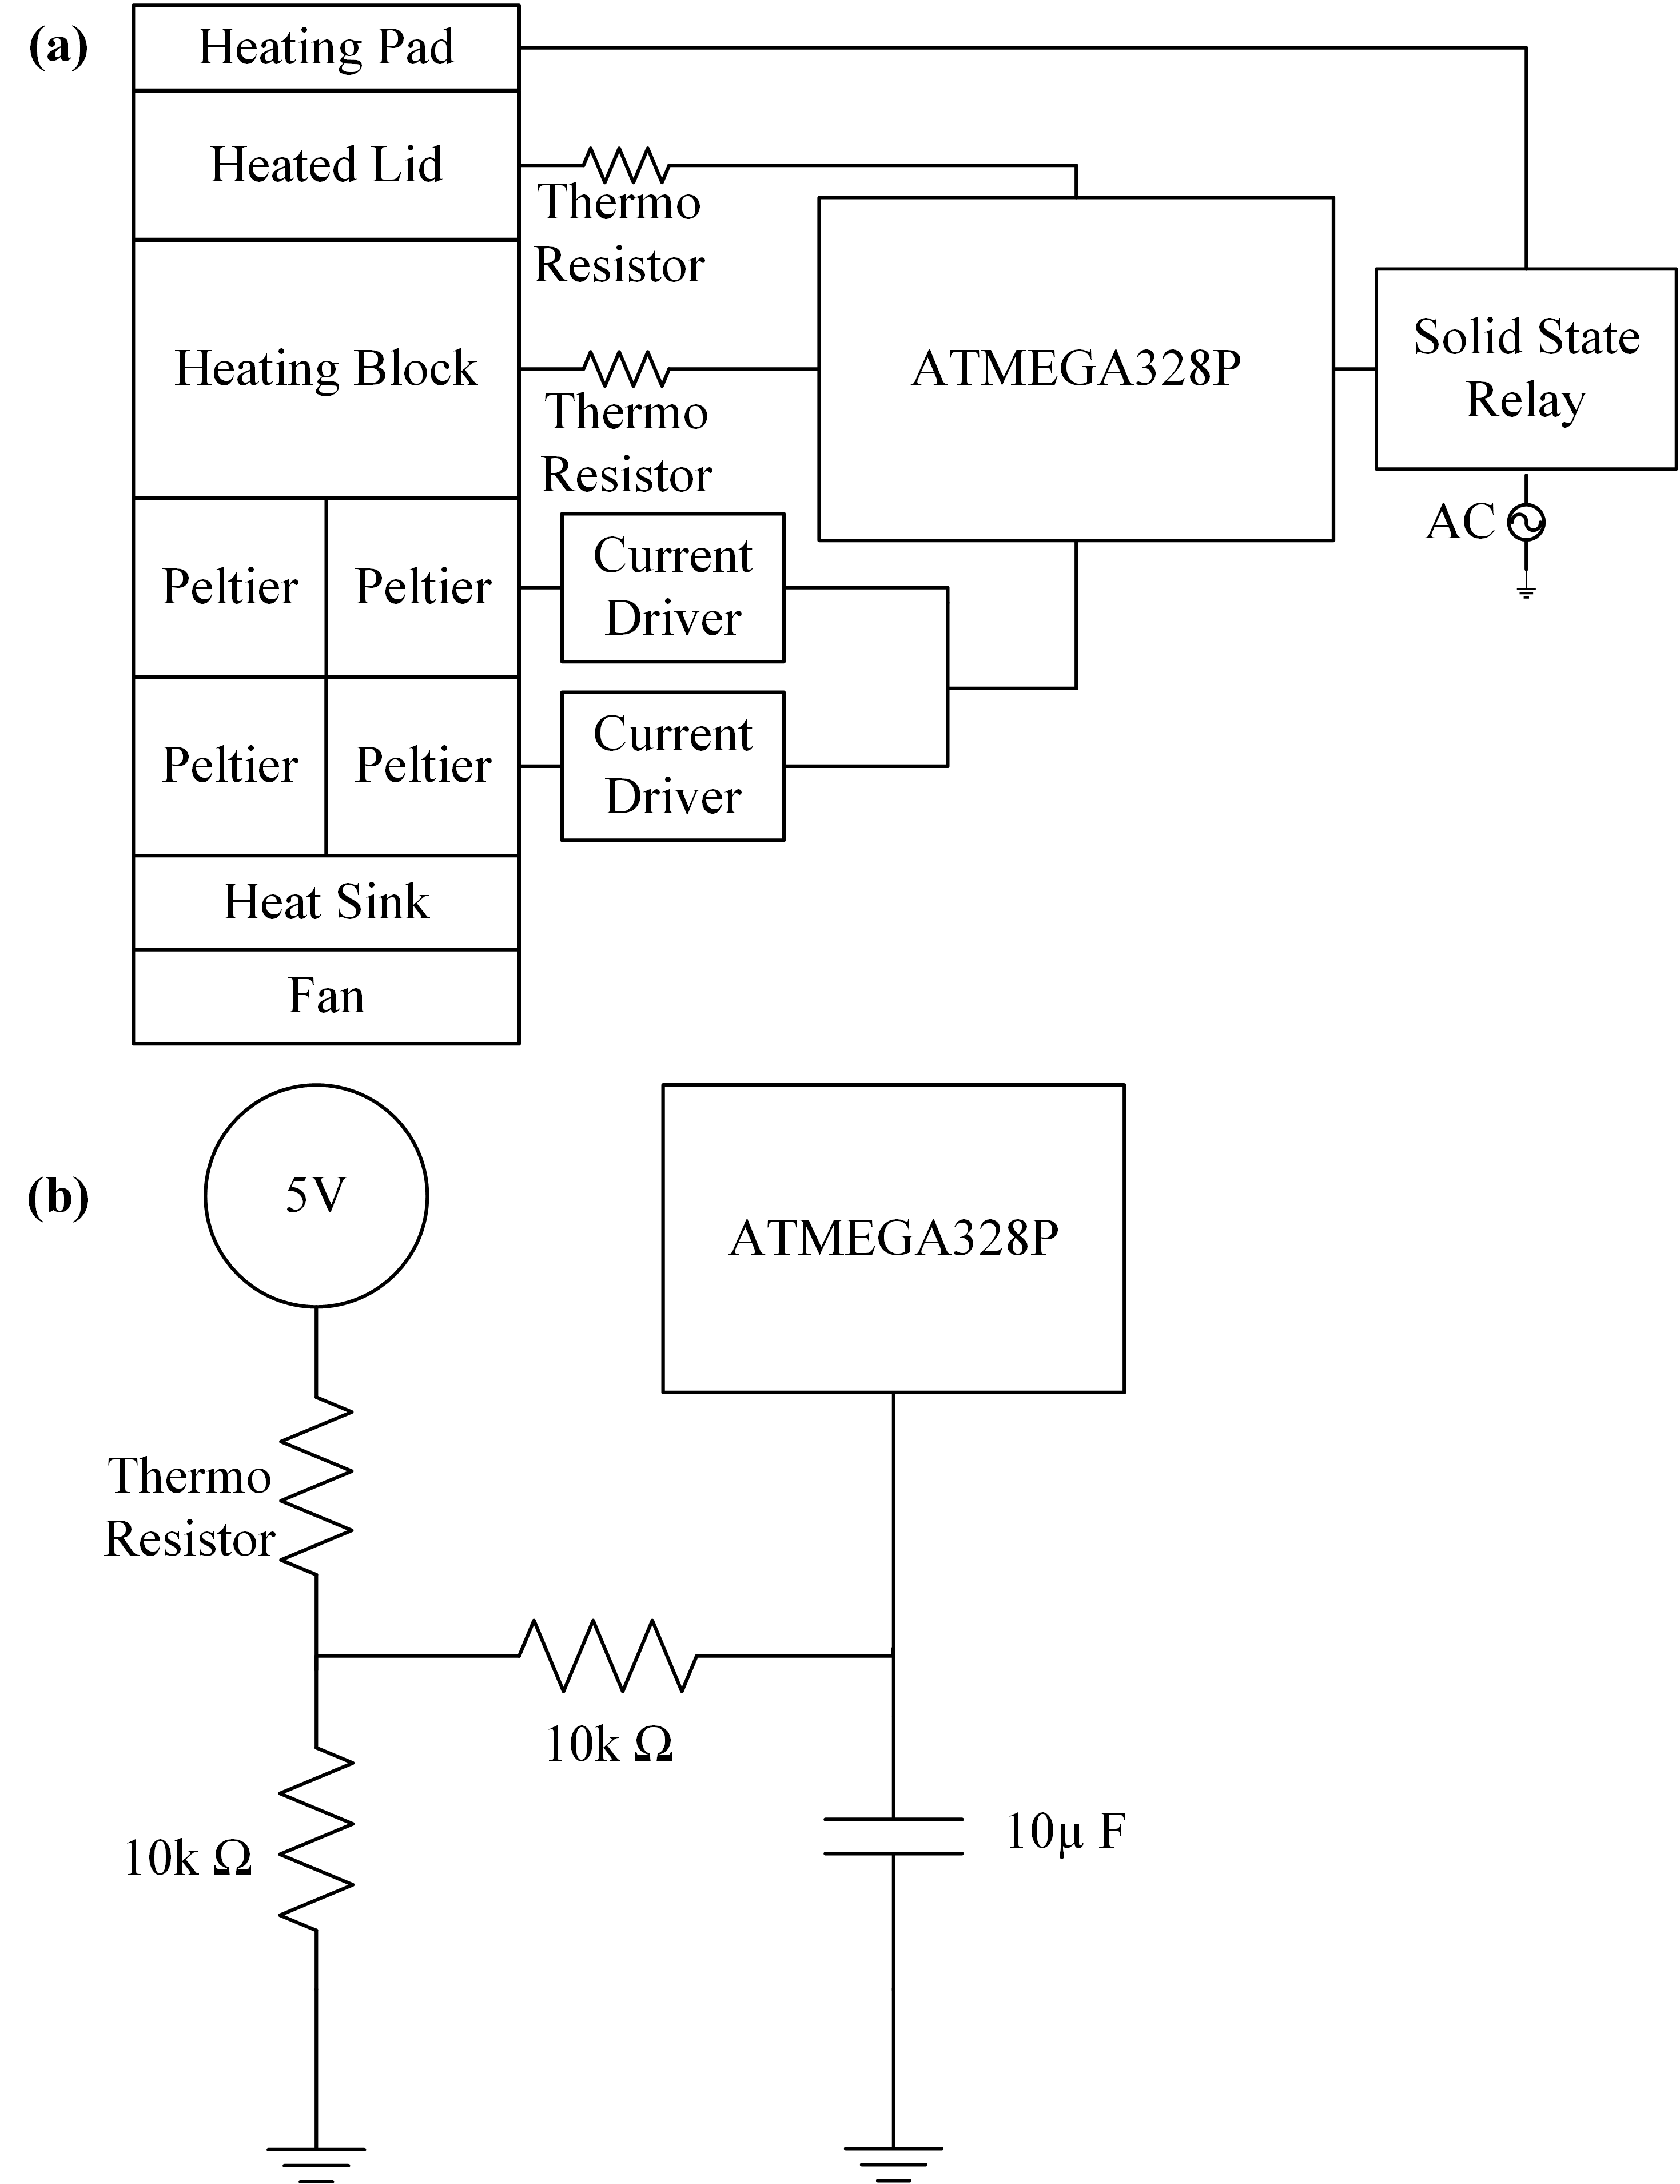 (a)
Heating Pad
Heated Lid
Thermo
Resistor
Heating Block
Thermo
Resistor
ATMEGA328P
Solid State
Relay
AC
Peltier
Peltier
Current
Driver
Peltier
Peltier
Current
Driver
Heat Sink
Fan
(b)
5V
ATMEGA328P
Thermo
Resistor
10k Ω
10k Ω
10μ F